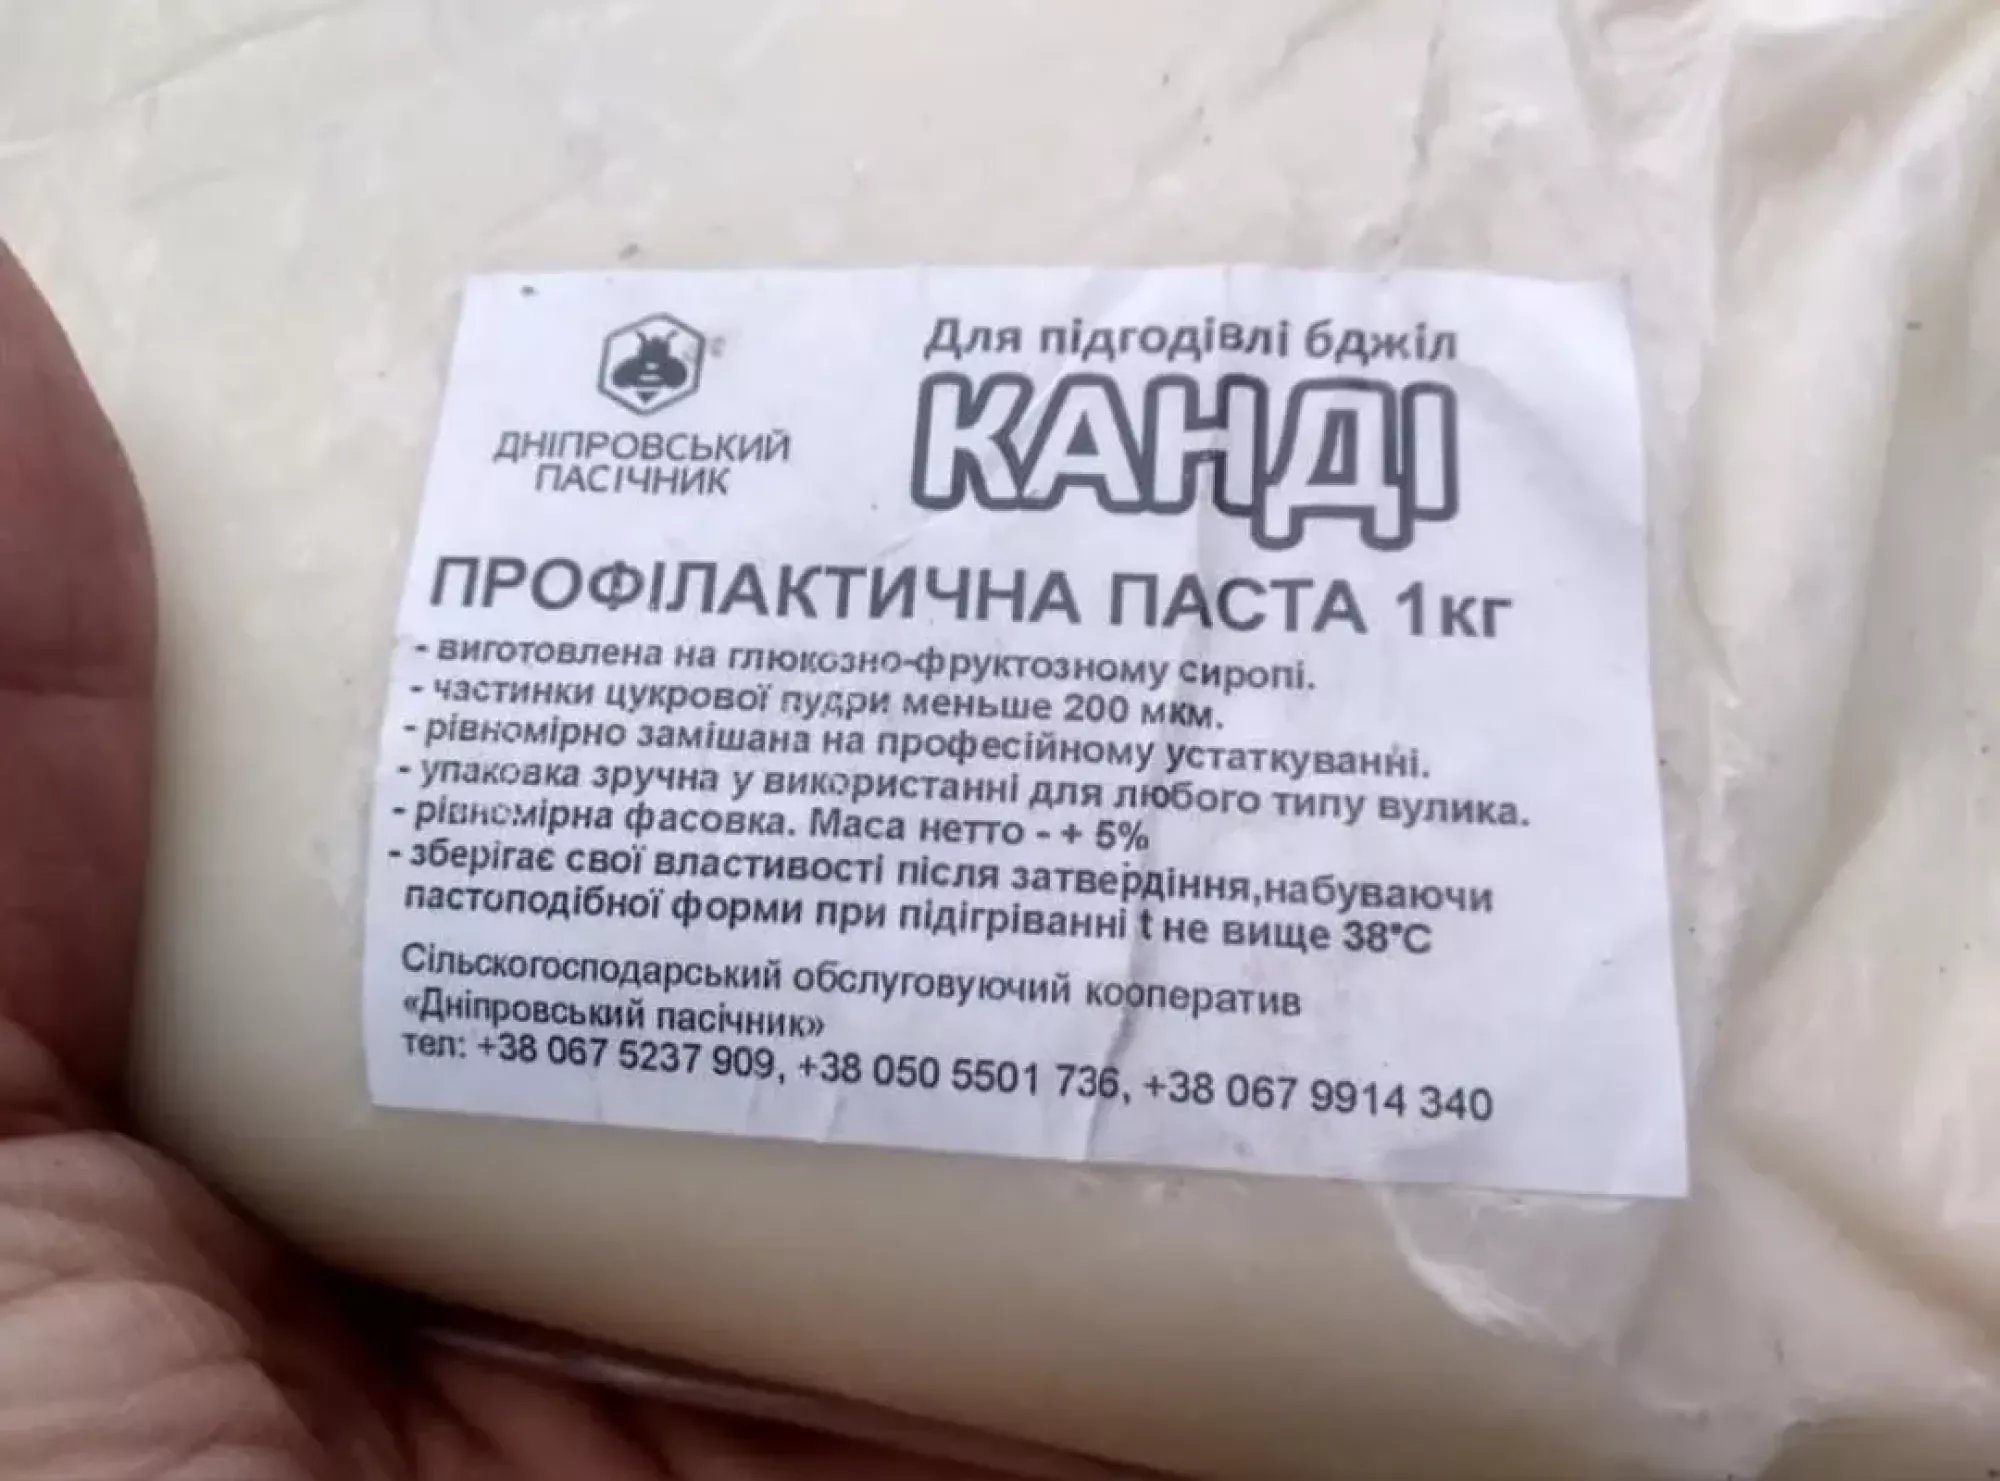 ДНІПРОВСЬКИЙ
ПАСІЧНИК
Для підгодівлі бджіл
КАНДІ
ПРОФІЛАКТИЧНА ПАСТА 1кг
- виготовлена на глюкозно-фруктозному сиропі.
- частинки цукрової пудри меньше 200 мкм.
- рівномірно замішана на професійному устаткуванні.
- упаковка зручна у використанні для любого типу вулика.
- рівномірна фасовка. Маса нетто - + 5%
- зберігає свої властивості після затвердіння,набуваючи
пастоподібної форми при підігріванні t не вище 38°C
Сільскогосподарський обслуговуючий кооператив
«Дніпровський пасічник»
тел: +38 067 5237 909, +38 050 5501 736, +38 067 9914 340